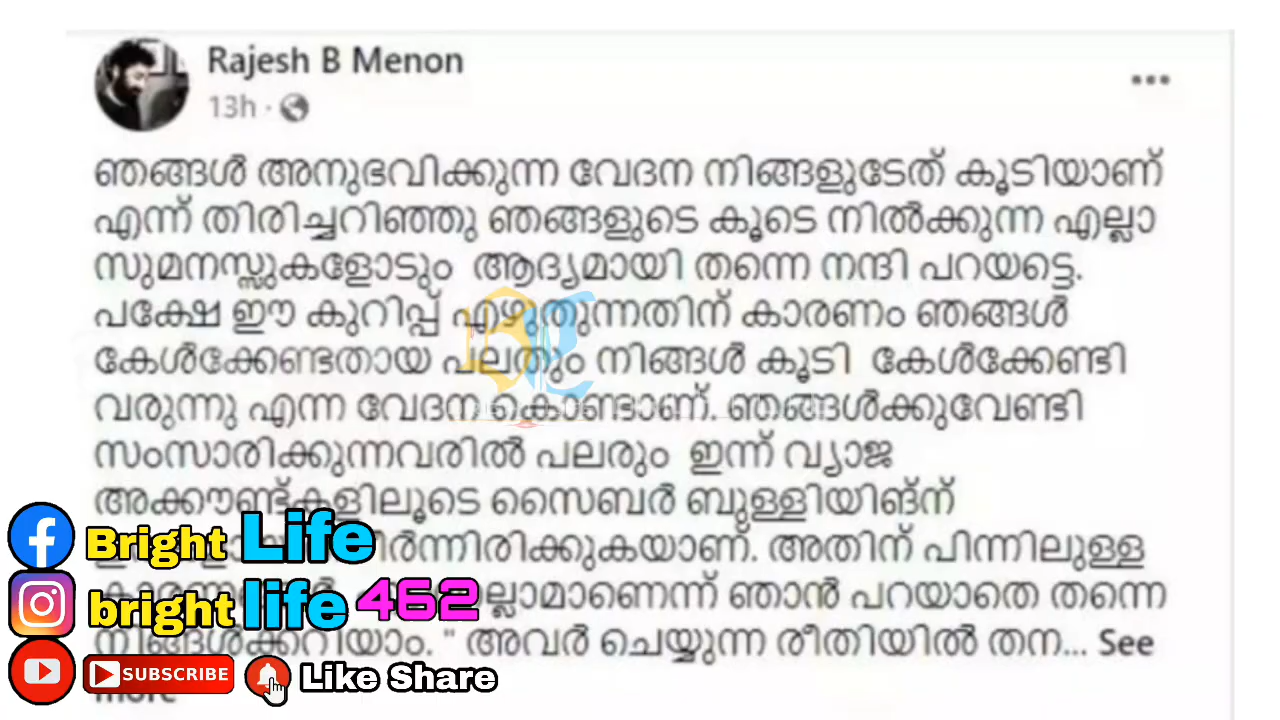 Rajesh B Menon
13h
ഞങ്ങൾ അനുഭവിക്കുന്ന വേദന നിങ്ങളുടേത് കൂടിയാണ്
എന്ന് തിരിച്ചറിഞ്ഞു ഞങ്ങളുടെ കൂടെ നിൽക്കുന്ന എല്ലാ
സുമനസ്സുകളോടും ആദ്യമായി തന്നെ നന്ദി പറയട്ടെ.
പക്ഷേ ഈ കുറിപ്പ് എഴുതുന്നതിന് കാരണം ഞങ്ങൾ
കേൾക്കേണ്ടതായ പലതും നിങ്ങൾ കൂടി കേൾക്കേണ്ടി
വരുന്നു എന്ന വേദന കൊണ്ടാണ്. ഞങ്ങൾക്കുവേണ്ടി
സംസാരിക്കുന്നവരിൽ പലരും ഇന്ന് വ്യാജ
അക്കൗണ്ട്കളിലൂടെ സൈബർ ബുള്ളിയിങ്ന്
തീർന്നിരിക്കുകയാണ്. അതിന് പിന്നിലുള്ള
ഞാൻ പറയാതെ തന്നെ
നിങ്ങൾക്കറിയാം. " അവർ ചെയ്യുന്ന രീതിയിൽ തന... See
more
Bright Life
bright life 462
SUBSCRIBE
Like Share